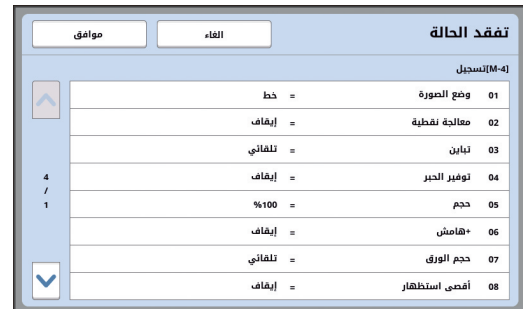 تفقد الحالة
الغاء
موافق
[M-4]تسجيل
01 وضع الصورة = خط
02 معالجة نقطية = إيقاف
03 تباين = تلقائي
04 توفير الحبر = إيقاف
05 حجم = %100
06 +هامش = إيقاف
07 حجم الورق = تلقائي
08 أقصى استظهار = إيقاف
4
/
1